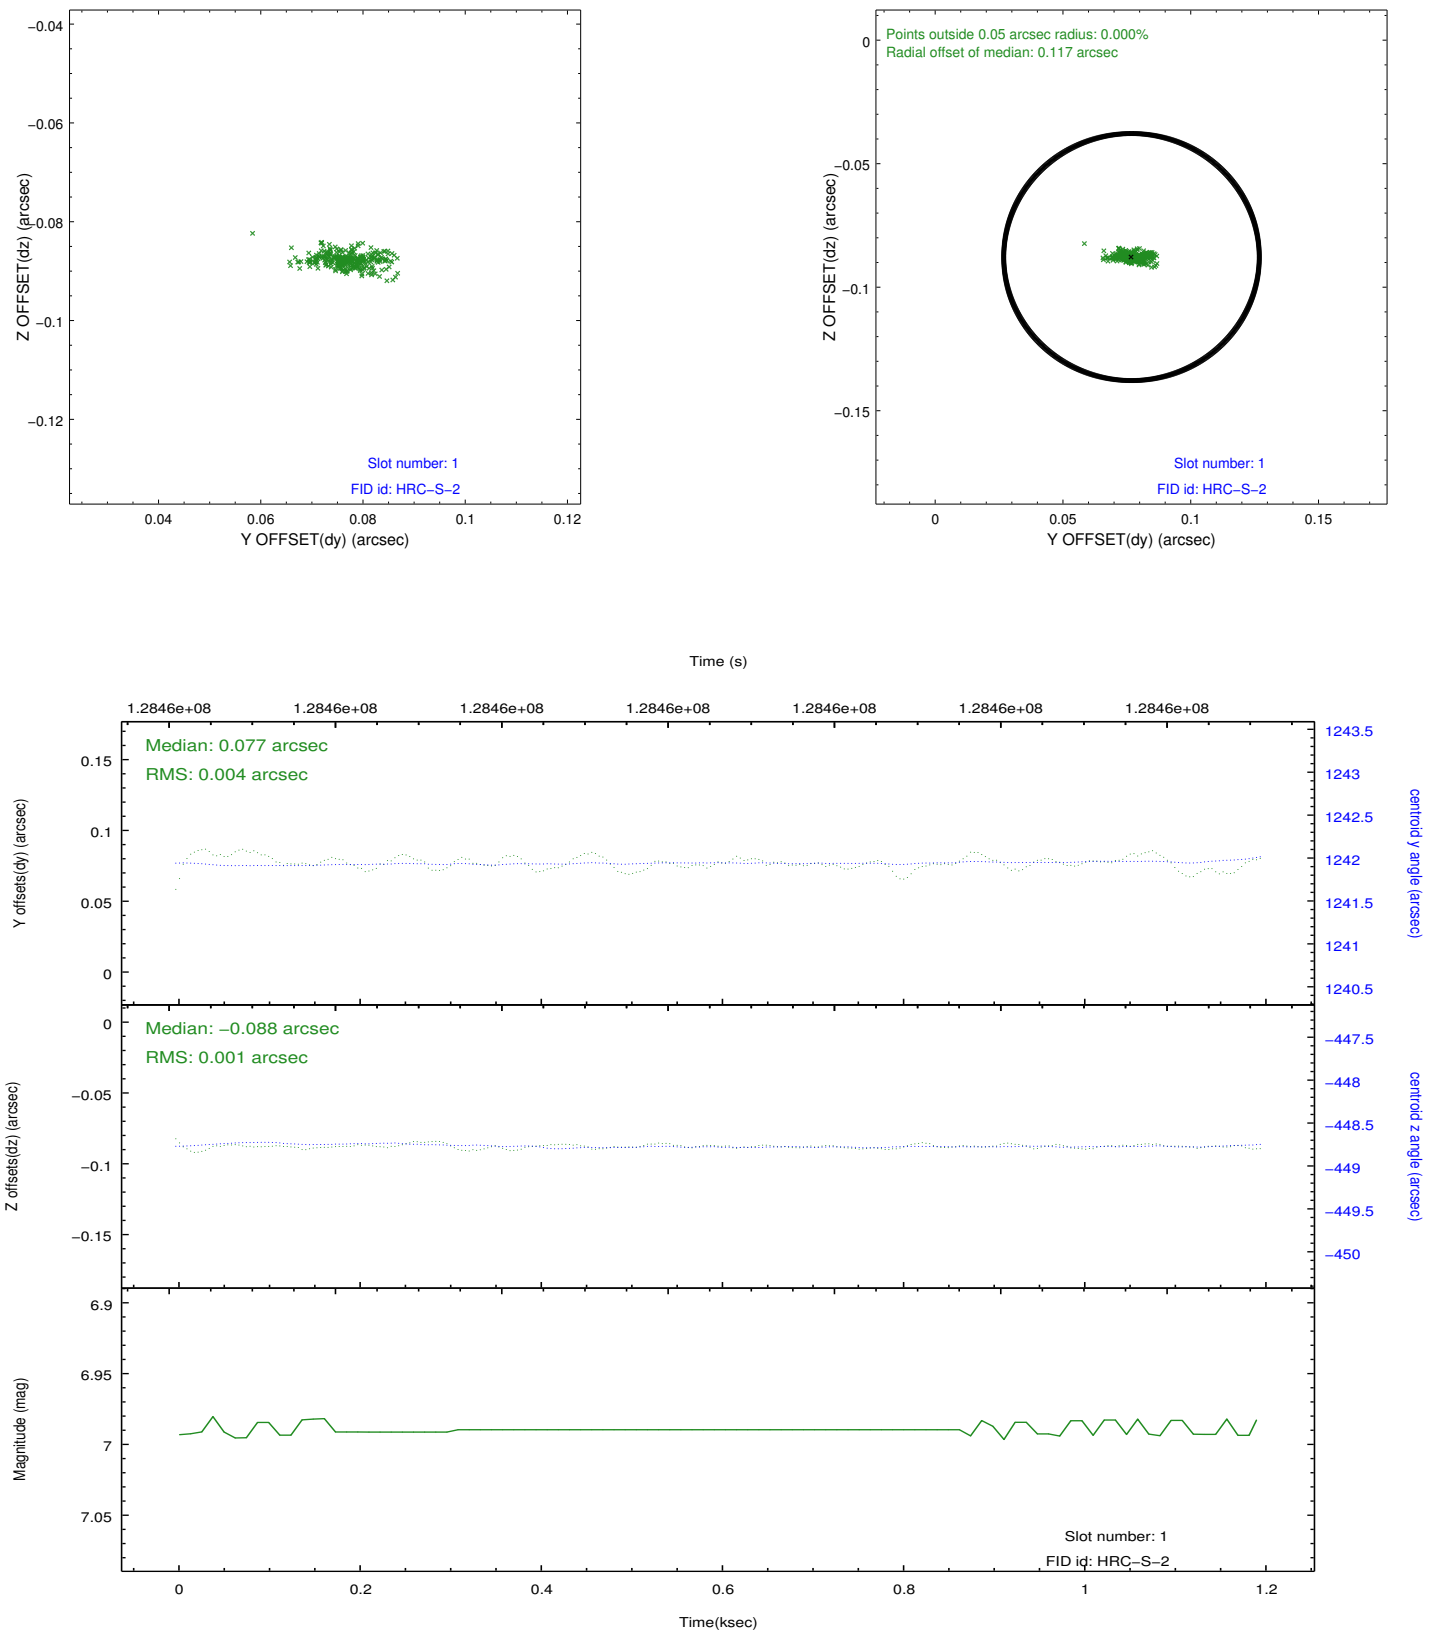 −0.04
−0.06
−0.08
−0.1
−0.12
Z OFFSET(dz) (arcsec)
Slot number: 1
FID id: HRC−S−2
0.04 0.06 0.08 0.1 0.12
Y OFFSET(dy) (arcsec)
Points outside 0.05 arcsec radius: 0.000%
Radial offset of median: 0.117 arcsec
0
−0.05
−0.1
−0.15
Z OFFSET(dz) (arcsec)
Slot number: 1
FID id: HRC−S−2
0 0.05 0.1 0.15
Y OFFSET(dy) (arcsec)
Time (s)
1.2846e+08 1.2846e+08 1.2846e+08 1.2846e+08 1.2846e+08 1.2846e+08 1.2846e+08
Median: 0.077 arcsec
RMS: 0.004 arcsec
0.15
0.1
0.05
0
Y offsets(dy) (arcsec)
1243.5
1243
1242.5
1242
1241.5
1241
1240.5
centroid y angle (arcsec)
Median: −0.088 arcsec
RMS: 0.001 arcsec
0
−0.05
−0.1
−0.15
Z offsets(dz) (arcsec)
−447.5
−448
−448.5
−449
−449.5
−450
centroid z angle (arcsec)
6.9
6.95
7
7.05
Magnitude (mag)
Slot number: 1
FID id: HRC−S−2
0 0.2 0.4 0.6 0.8 1 1.2
Time(ksec)